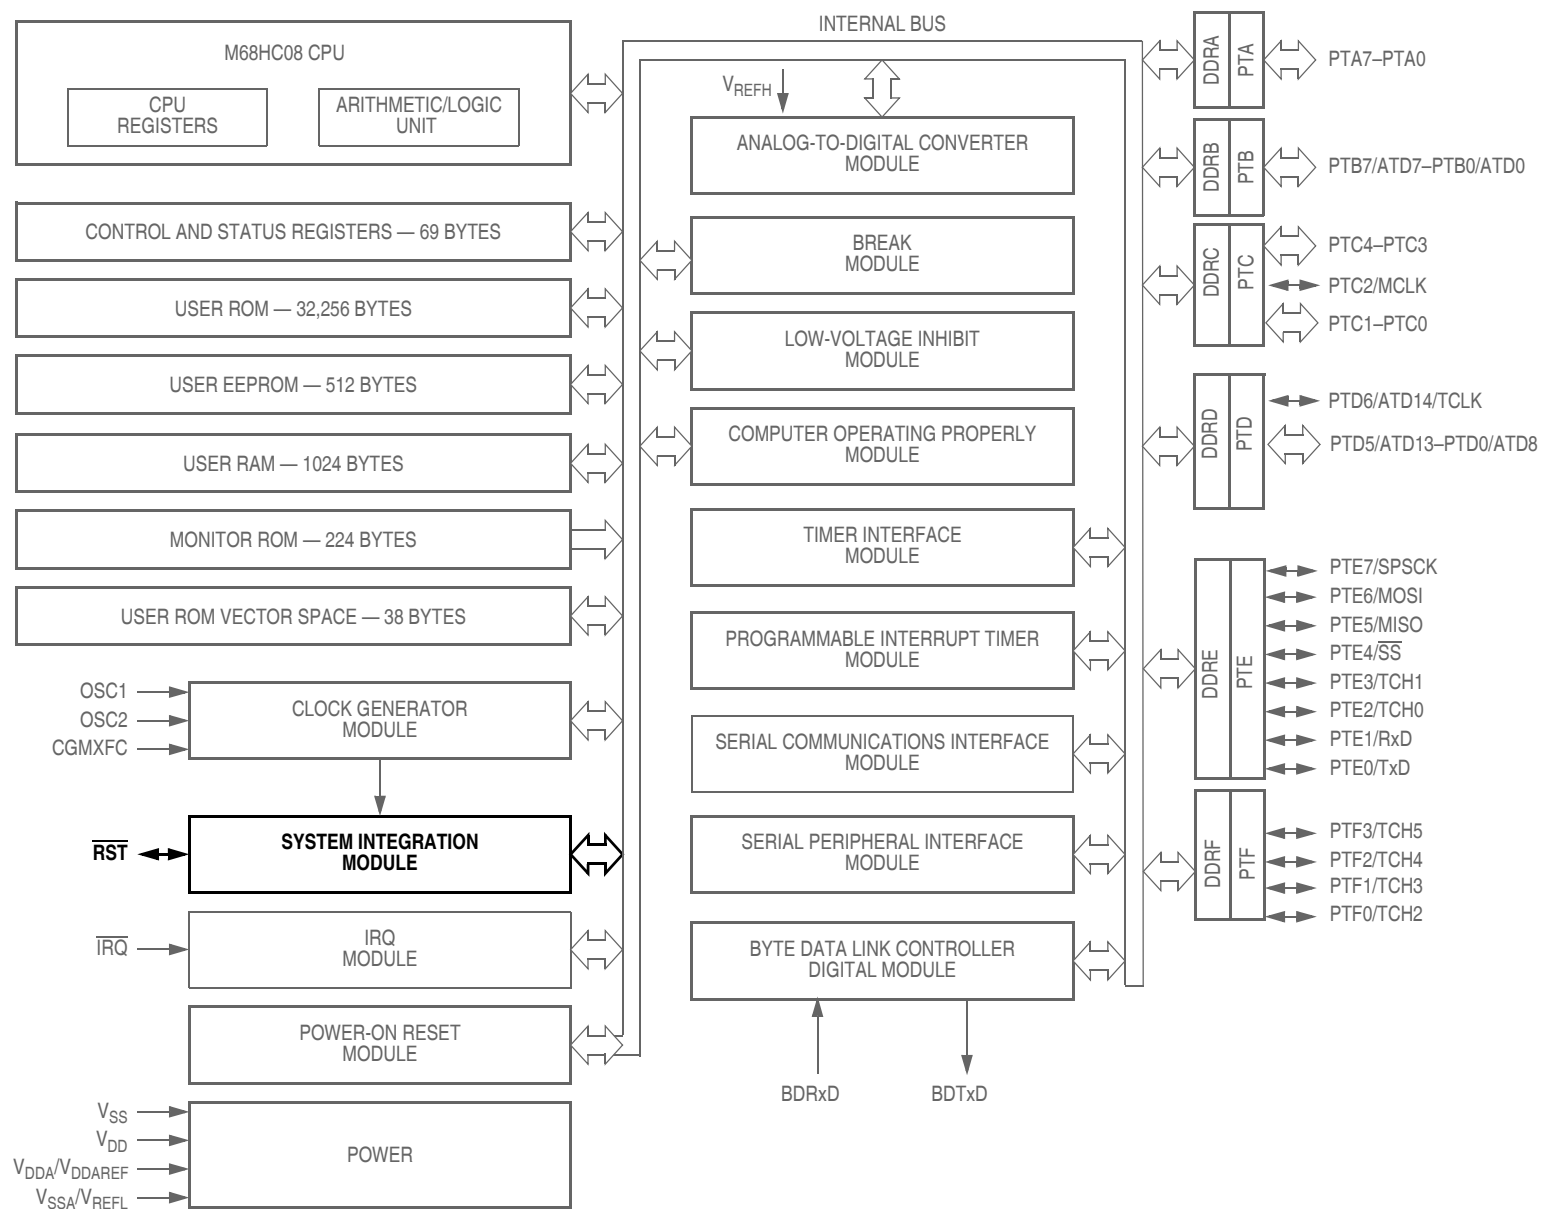 INTERNAL BUS
M68HC08 CPU
CPU
REGISTERS
ARITHMETIC/LOGIC
UNIT
CONTROL AND STATUS REGISTERS — 69 BYTES
USER ROM — 32,256 BYTES
USER EEPROM — 512 BYTES
USER RAM — 1024 BYTES
MONITOR ROM — 224 BYTES
USER ROM VECTOR SPACE — 38 BYTES
OSC1
OSC2
CGMXFC
CLOCK GENERATOR
MODULE
RST
SYSTEM INTEGRATION
MODULE
IRQ
IRQ
MODULE
POWER-ON RESET
MODULE
VSS
VDD
VDDA/VDDAREF
VSSA/VREFL
POWER
VREFH
ANALOG-TO-DIGITAL CONVERTER
MODULE
BREAK
MODULE
LOW-VOLTAGE INHIBIT
MODULE
COMPUTER OPERATING PROPERLY
MODULE
TIMER INTERFACE
MODULE
PROGRAMMABLE INTERRUPT TIMER
MODULE
SERIAL COMMUNICATIONS INTERFACE
MODULE
SERIAL PERIPHERAL INTERFACE
MODULE
BYTE DATA LINK CONTROLLER
DIGITAL MODULE
BDRxD
BDTxD
DDRA
PTA
PTA7–PTA0
DDRB
PTB
PTB7/ATD7–PTB0/ATD0
DDRC
PTC
PTC4–PTC3
PTC2/MCLK
PTC1–PTC0
DDRD
PTD
PTD6/ATD14/TCLK
PTD5/ATD13–PTD0/ATD8
DDRE
PTE
PTE7/SPSCK
PTE6/MOSI
PTE5/MISO
PTE4/SS
PTE3/TCH1
PTE2/TCH0
PTE1/RxD
PTE0/TxD
DDRF
PTF
PTF3/TCH5
PTF2/TCH4
PTF1/TCH3
PTF0/TCH2